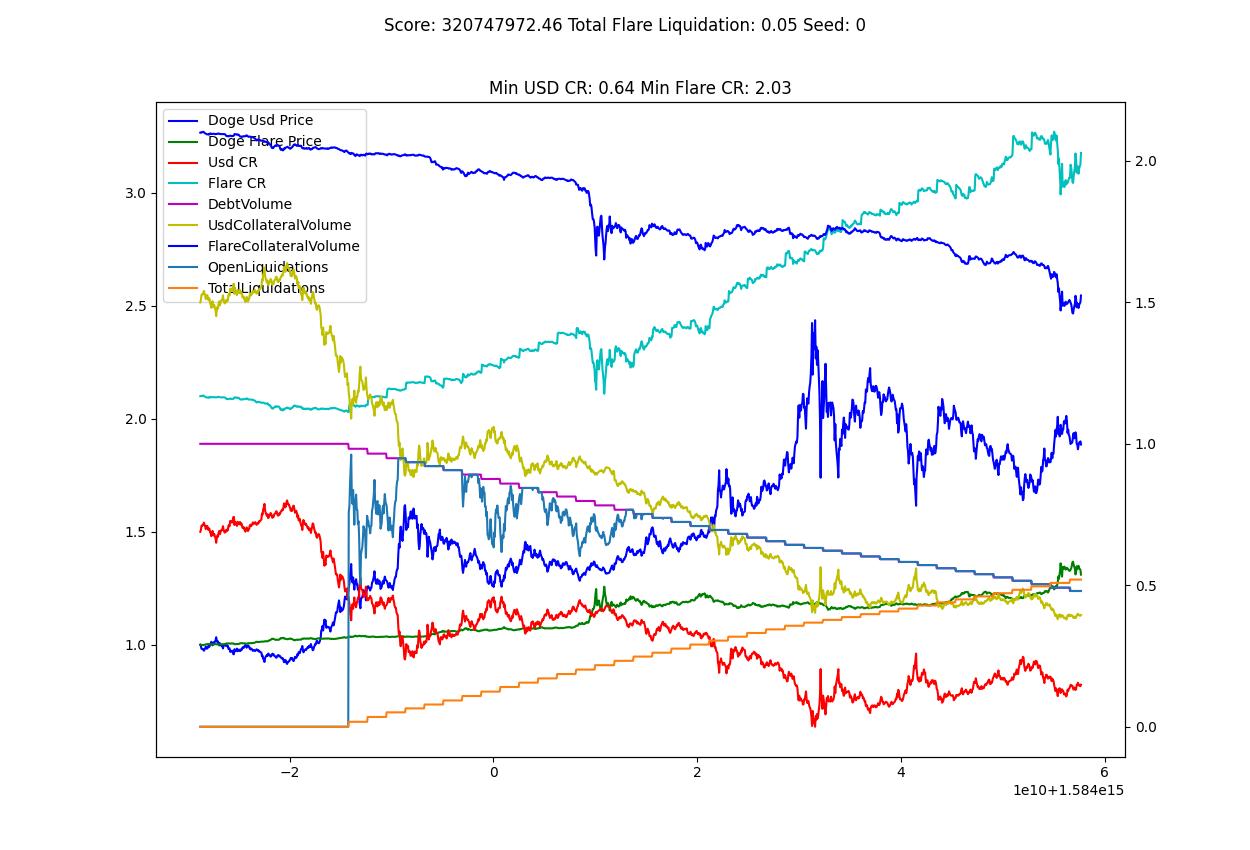 Score: 320747972.46 Total Flare Liquidation: 0.05 Seed: 0
Min USD CR: 0.64 Min Flare CR: 2.03
Doge Usd Price
Doge Flare Price
Usd CR
Flare CR
DebtVolume
UsdCollateralVolume
FlareCollateralVolume
OpenLiquidations
TotalLiquidations
3.0
2.5
2.0
1.5
1.0
2.0
1.5
1.0
0.5
0.0
−2
0
2
4
6
1e10+1.584e15